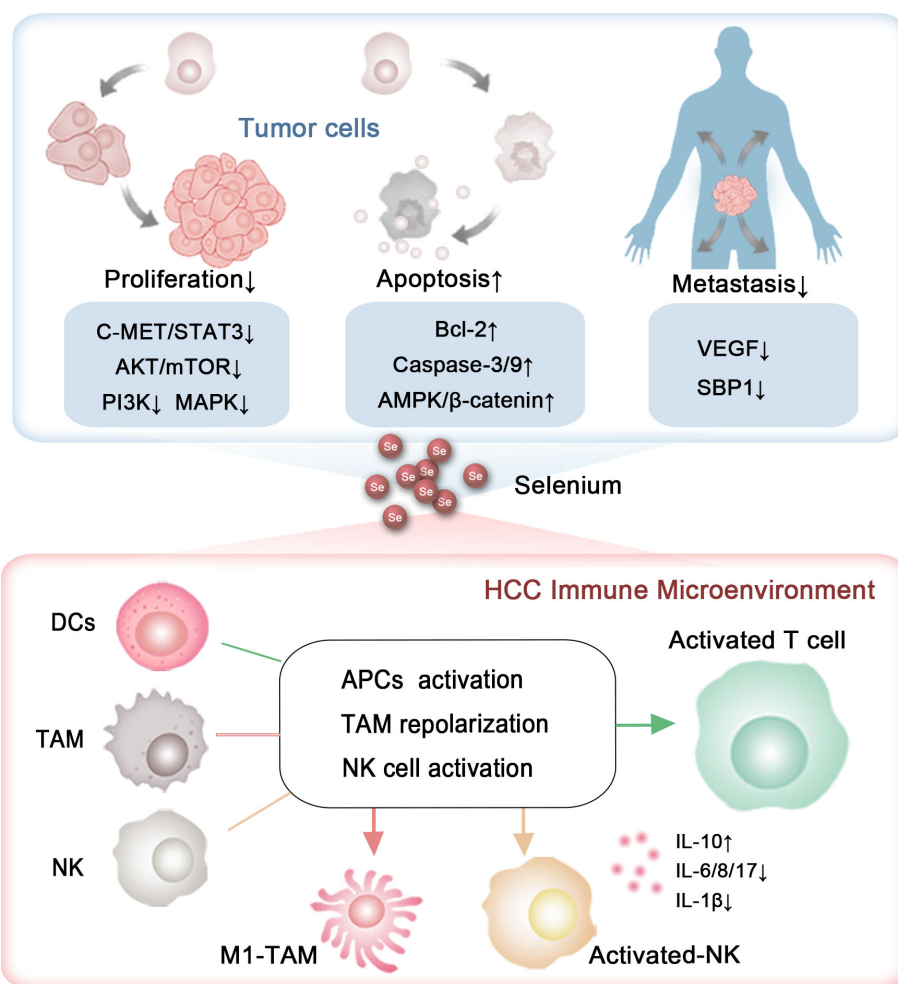 Tumor cells
Proliferation↓
C-MET/STAT3↓
AKT/mTOR↓
PI3K↓ MAPK↓
Apoptosis↑
Bcl-2↑
Caspase-3/9↑
AMPK/β-catenin↑
Metastasis↓
VEGF↓
SBP1↓
Se
Se
Se
Se
Se
Se
Se
Se
Se
Selenium
HCC Immune Microenvironment
DCs
TAM
NK
APCs activation
TAM repolarization
NK cell activation
Activated T cell
IL-10↑
IL-6/8/17↓
IL-1β↓
M1-TAM
Activated-NK